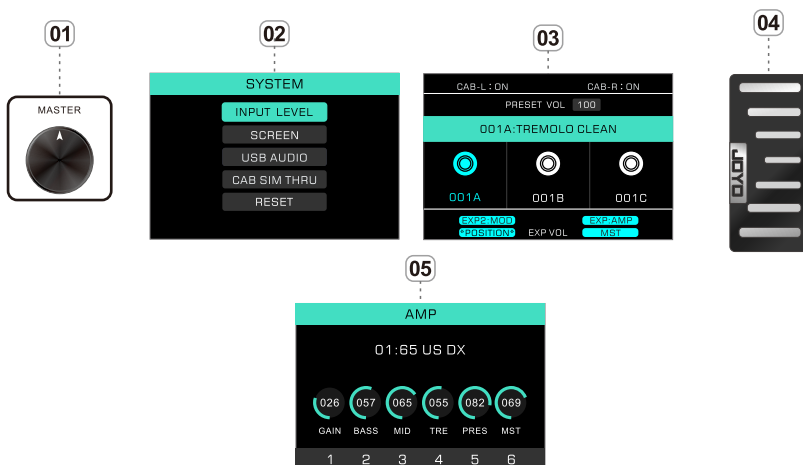 01
02
03
04
MASTER
SYSTEM
INPUT LEVEL
SCREEN
USB AUDIO
CAB SIM THRU
RESET
CAB-L : ON CAB-R : ON
PRESET VOL 100
001A:TREMOLO CLEAN
001A 001B 001C
EXP2:MOD EXP:AMP
*POSITION* EXP VOL MST
JOYO
05
AMP
01:65 US DX
026 057 065 055 082 069
GAIN BASS MID TRE PRES MST
1 2 3 4 5 6